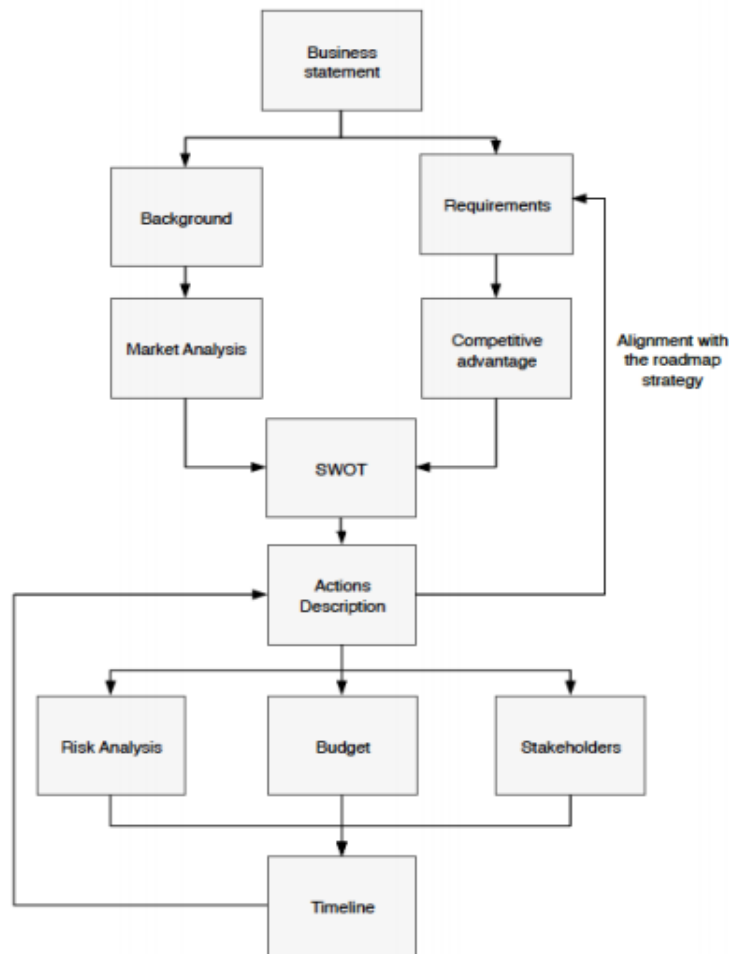 Business
statement
Background
Requirements
Market Analysis
Competitive
advantage
Alignment with
the roadmap
strategy
SWOT
Actions
Description
Risk Analysis
Budget
Stakeholders
Timeline